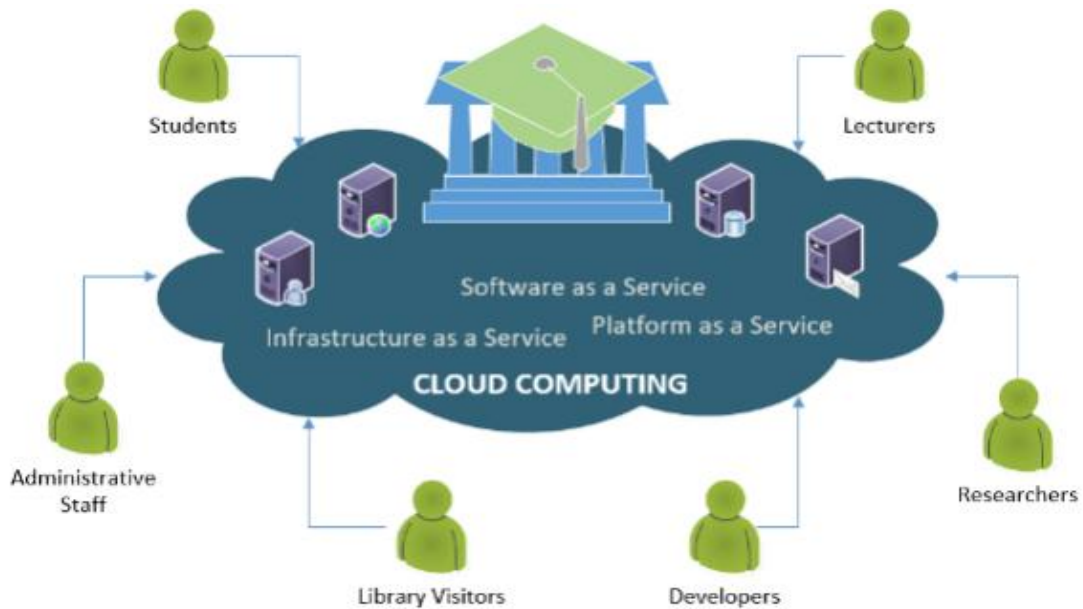 Students
Lecturers
Software as a Service
Platform as a Service
Infrastructure as a Service
CLOUD COMPUTING
Administrative
Staff
Researchers
Library Visitors
Developers